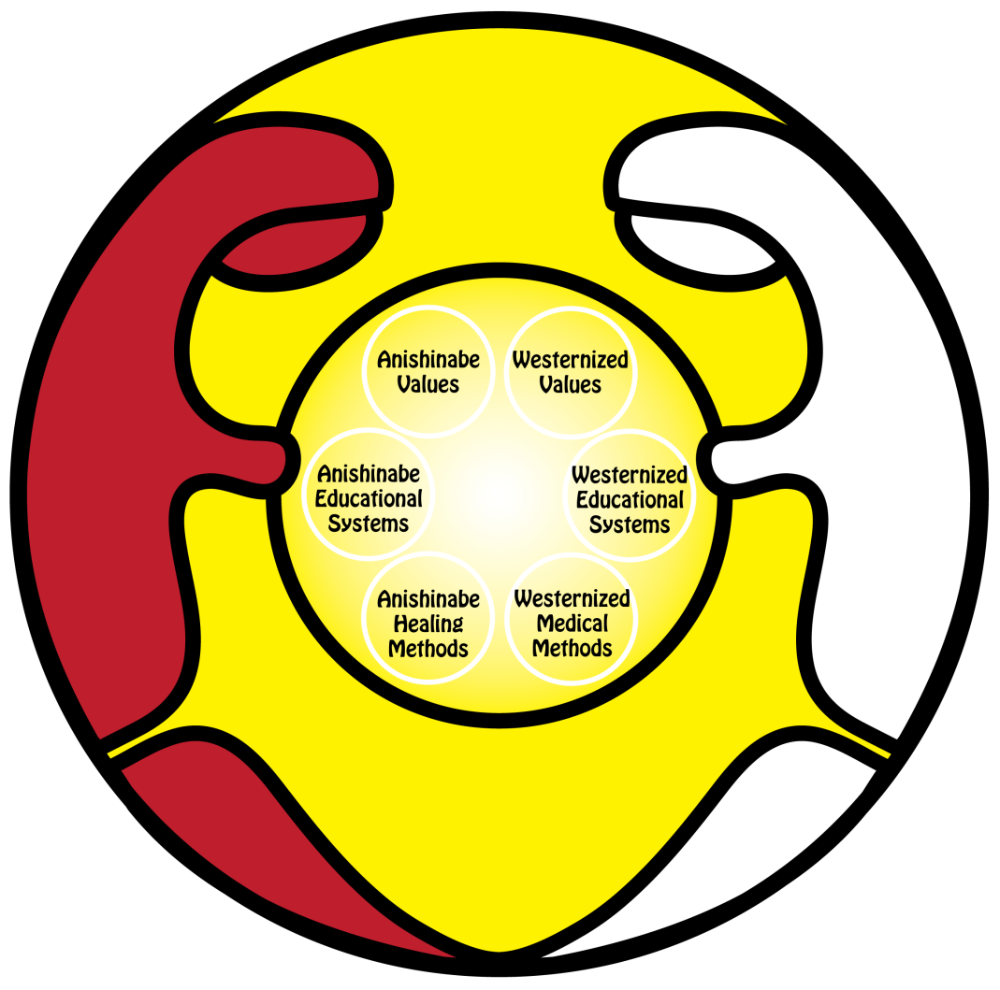 Anishinabe
Values
Westernized
Values
Anishinabe
Educational
Systems
Westernized
Educational
Systems
Anishinabe
Healing
Methods
Westernized
Medical
Methods